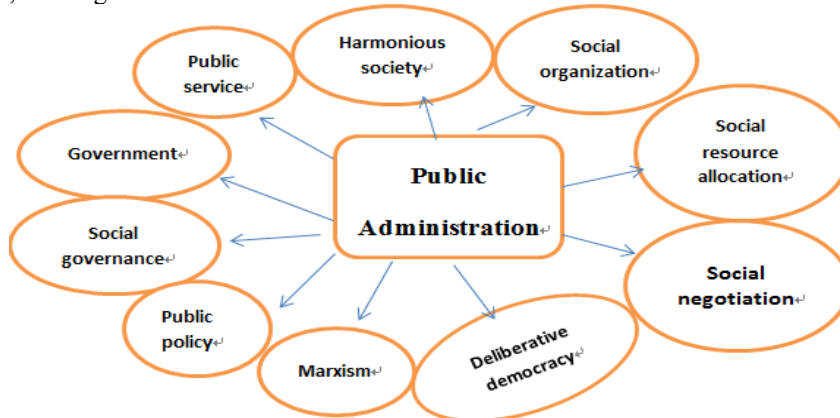 Harmonious
society↵
Social
organization↵
Public
service↵
Social
resource
allocation↵
Government↵
Public
Administration↵
Social
governance↵
Social
negotiation↵
Public
policy↵
Deliberative
democracy↵
Marxism↵